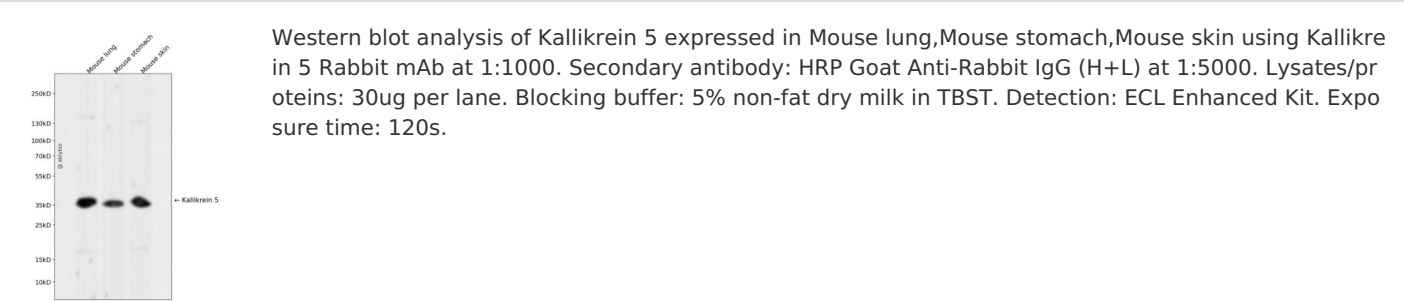 Mouse lung
Mouse stomach
Mouse skin
250kD
130kD
100kD
70kD
55kD
35kD
25kD
15kD
10kD
@ ablybio
← Kallikrein 5
Western blot analysis of Kallikrein 5 expressed in Mouse lung,Mouse stomach,Mouse skin using Kallikre
in 5 Rabbit mAb at 1:1000. Secondary antibody: HRP Goat Anti-Rabbit IgG (H+L) at 1:5000. Lysates/pr
oteins: 30ug per lane. Blocking buffer: 5% non-fat dry milk in TBST. Detection: ECL Enhanced Kit. Expo
sure time: 120s.